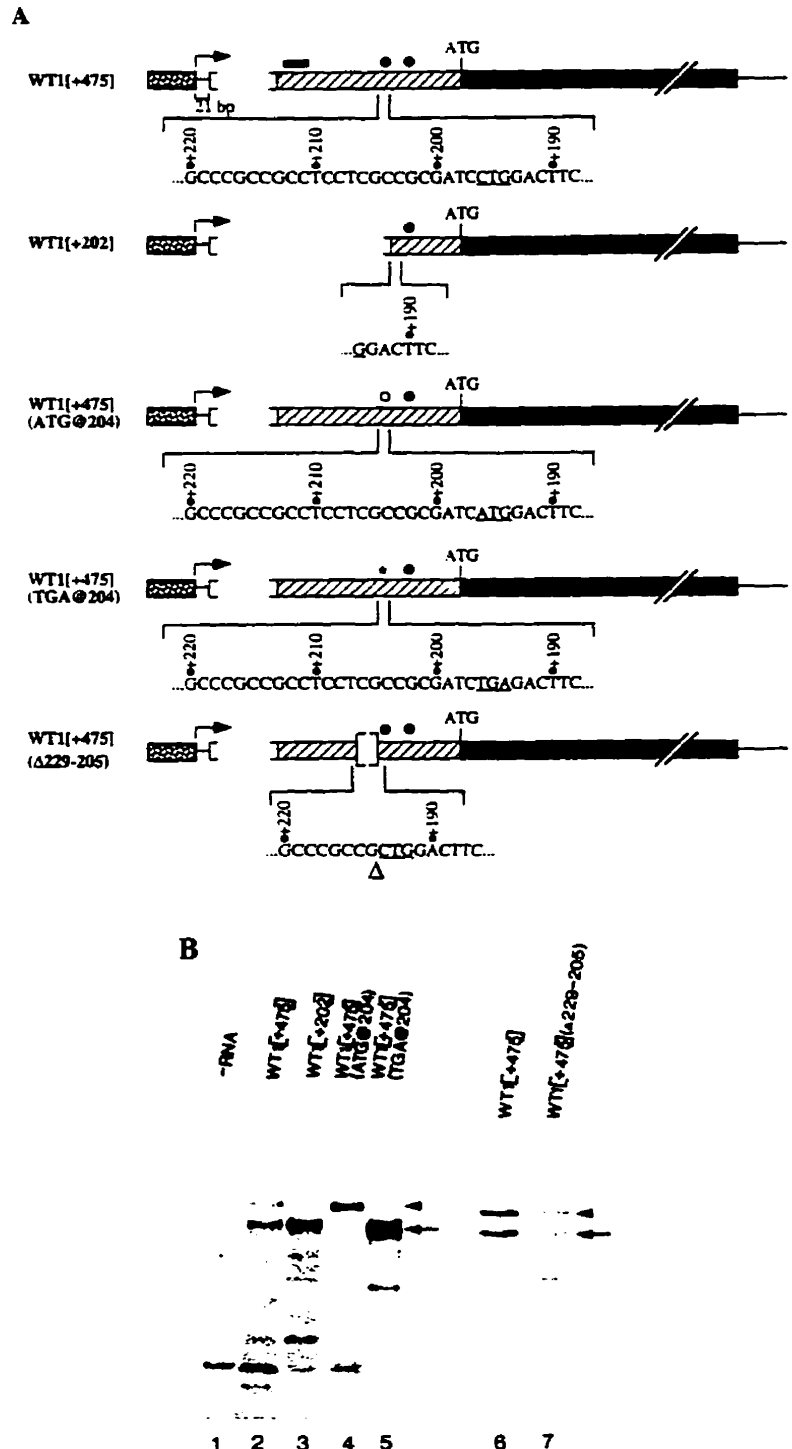 A
ATG
WT1[+475]
21 bp
+220 +210 +200 +190
...GCCCGCCGCCTCCTCGCCGCGATCCTGGACTTC...
ATG
WT1[+202]
+190
...GGACTTC...
ATG
WT1[+475]
(ATG@204)
+220 +210 +200 +190
...GCCCGCCGCCTCCTCGCCGCGATCATGGACTTC...
ATG
WT1[+475]
(TGA@204)
+220 +210 +200 +190
...GCCCGCCGCCTCCTCGCCGCGATCTGAGACTTC...
ATG
WT1[+475]
(Δ229-205)
+220 +190
...GCCCGCCGCTGGACTTC...
Δ
B
-RNA
WT1[+475]
WT1[+202]
WT1[+475]
(ATG@204)
WT1[+475]
(TGA@204)
WT1[+475]
WT1[+475](Δ229-205)
1 2 3 4 5 6 7